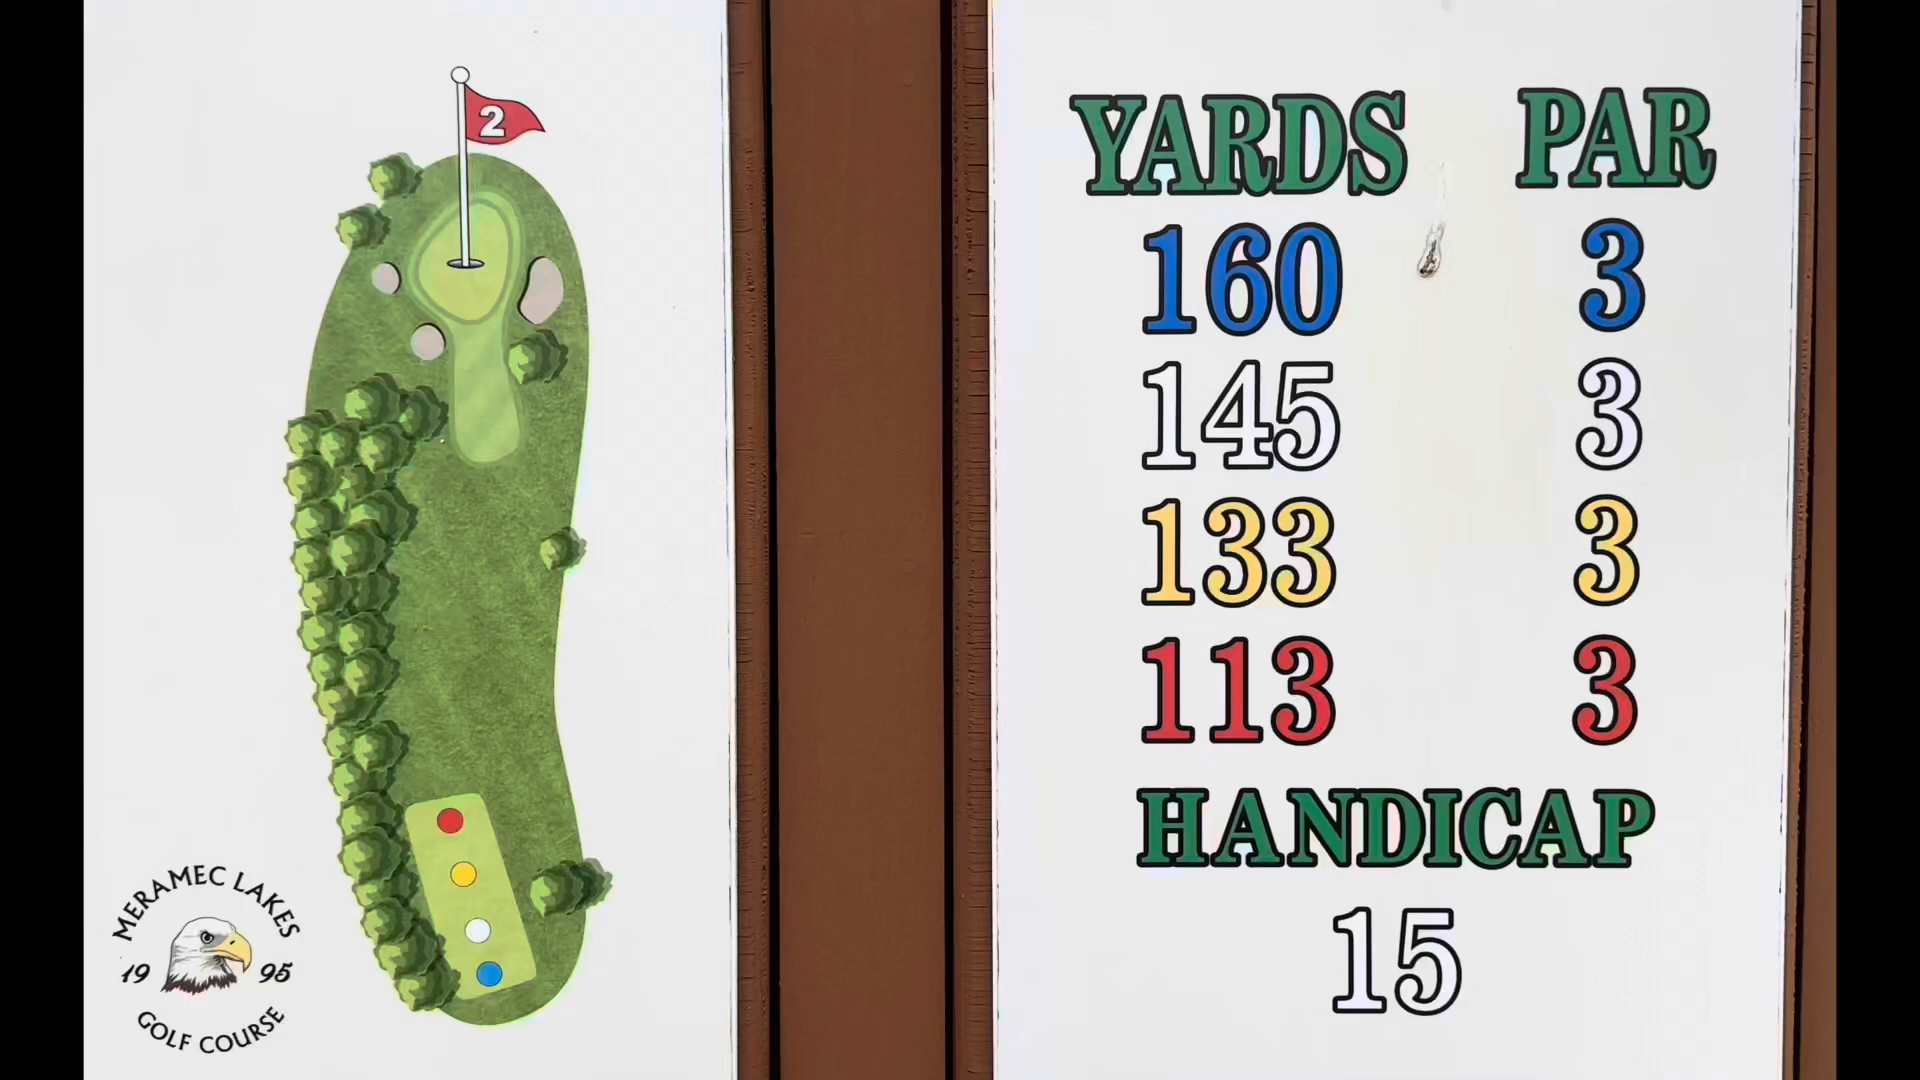 2
MERAMEC LAKES
19 95
GOLF COURSE
YARDS PAR
160 3
145 3
133 3
113 3
HANDICAP
15